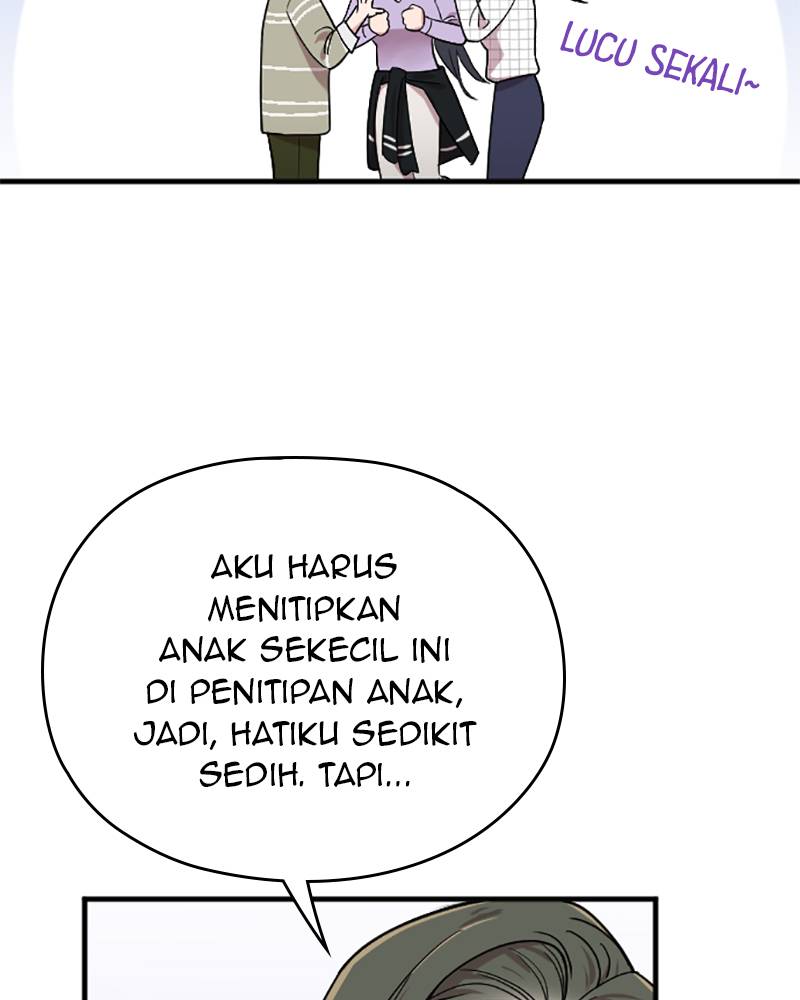 LUCU SEKALI~
AKU HARUS
MENITIPKAN
ANAK SEKECIL INI
DI PENITIPAN ANAK,
JADI, HATIKU SEDIKIT
SEDIH. TAPI...